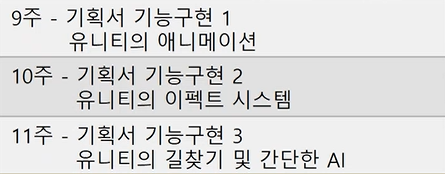 9주 - 기획서 기능구현 1
유니티의 애니메이션
10주 - 기획서 기능구현 2
유니티의 이펙트 시스템
11주 - 기획서 기능구현 3
유니티의 길찾기 및 간단한 AI